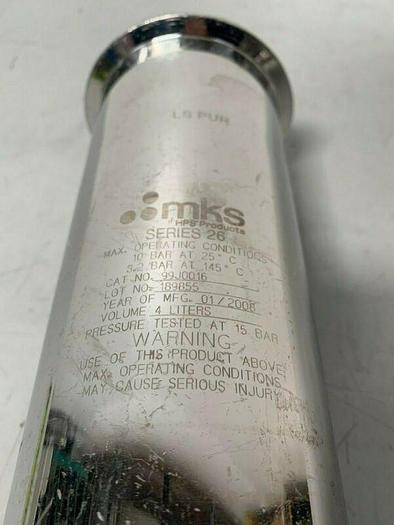 LS PUR
mks
HPS Products
SERIES 26
MAX. OPERATING CONDITIONS
10 BAR AT 25° C
3.2 BAR AT 145° C
CAT NO. 99J0016
LOT NO. 189855
YEAR OF MFG. 01/2008
VOLUME 4 LITERS
PRESSURE TESTED AT 15 BAR
WARNING
USE OF THIS PRODUCT ABOVE
MAX. OPERATING CONDITIONS
MAY CAUSE SERIOUS INJURY